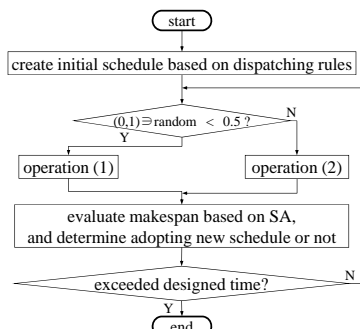 start
create initial schedule based on dispatching rules
(0,1)∋random < 0.5 ?
N
Y
operation (1)
operation (2)
evaluate makespan based on SA,
and determine adopting new schedule or not
exceeded designed time?
N
Y
end